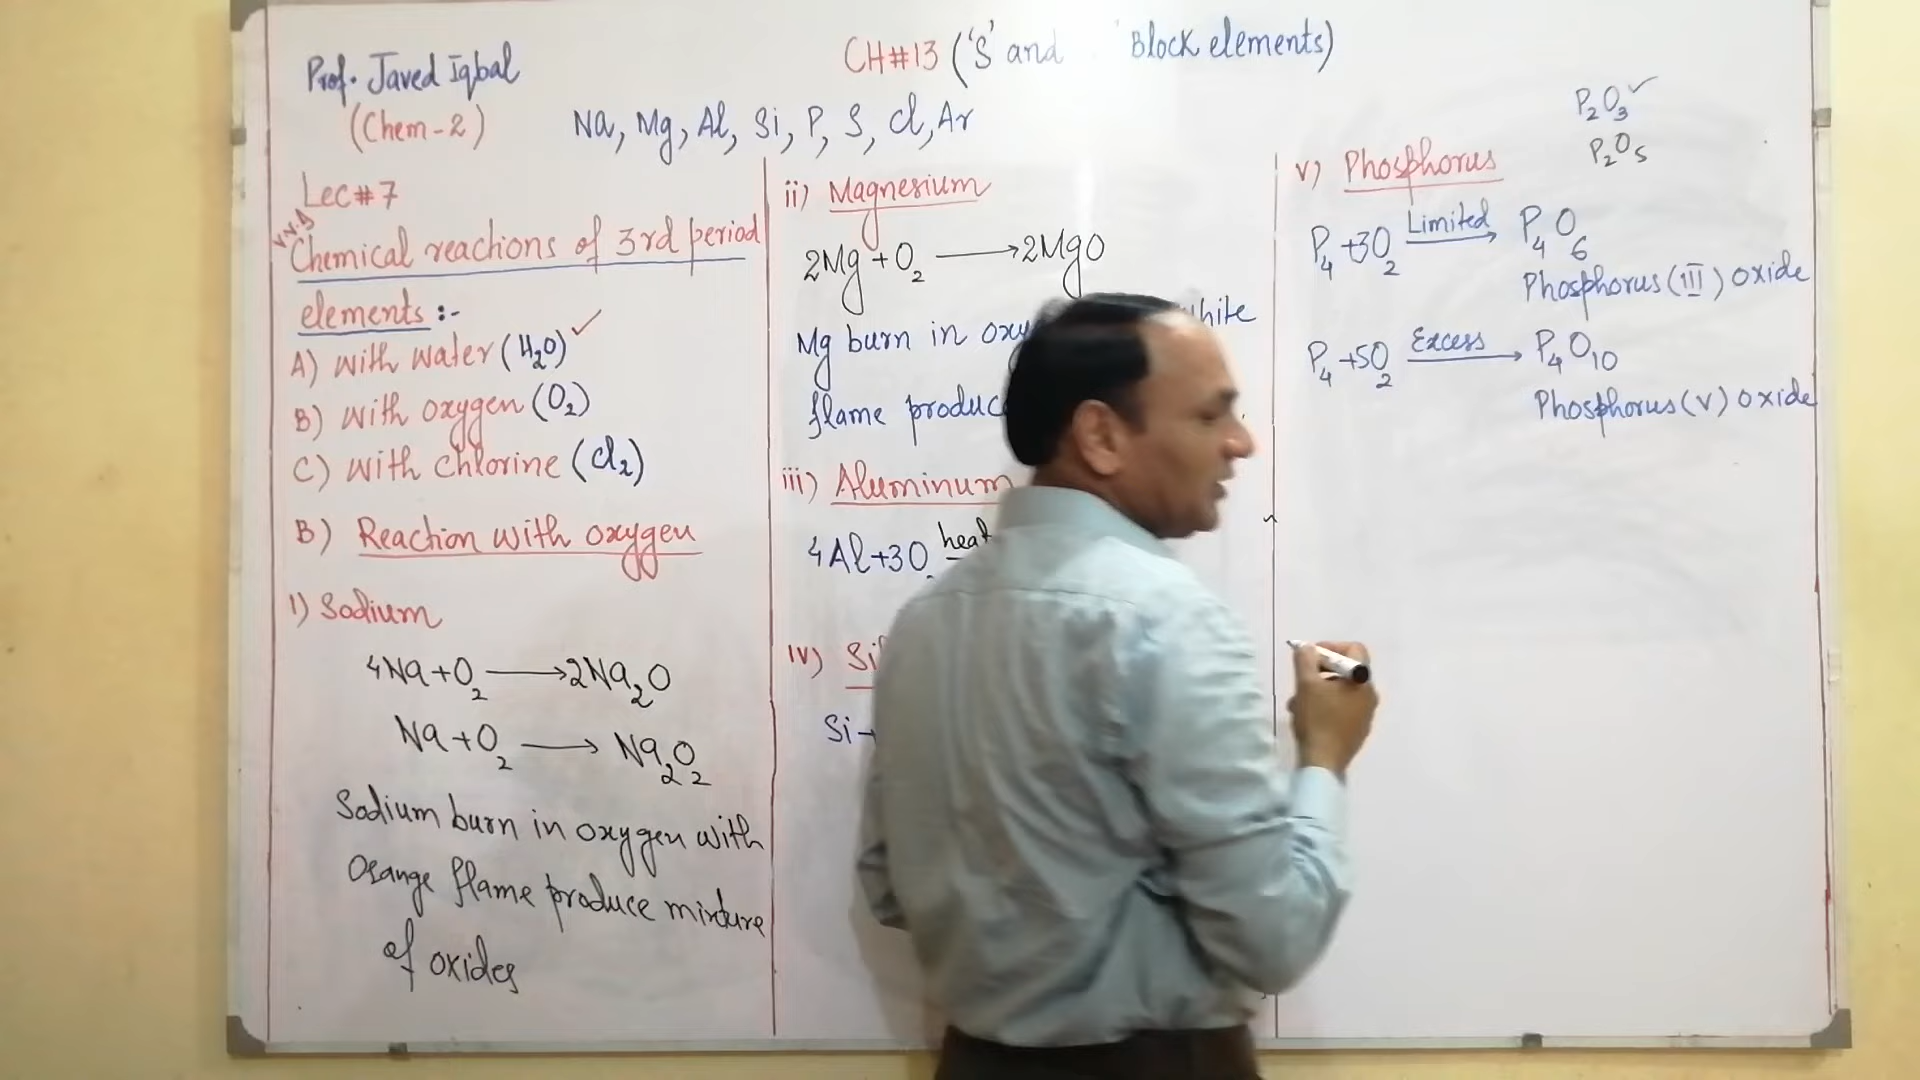 Prof. Javed Iqbal
(Chem-2)
CH#13 ('S' and ' Block elements)
Na, Mg, Al, Si, P, S, Cl, Ar
Lec#7
Chemical reactions of 3rd period
elements:-
A) with water (H₂O) ✓
B) with oxygen (O₂)
C) with chlorine (Cl₂)
B) Reaction with oxygen
1) Sodium
4Na+O₂ ⟶ 2Na₂O
Na+O₂ ⟶ Na₂O₂
Sodium burn in oxygen with
Orange flame produce mixture
of oxides
ii) Magnesium
2Mg+O₂ ⟶ 2MgO
Mg burn in
flame
iii) Aluminum
4Al+3O₂ heat
iv)
Si+
P₂O₃ ✓
P₂O₅
v) Phosphorus
P₄+3O₂ Limited ⟶ P₄O₆
Phosphorus(III) oxide
P₄+5O₂ Excess ⟶ P₄O₁₀
Phosphorus(V) oxide